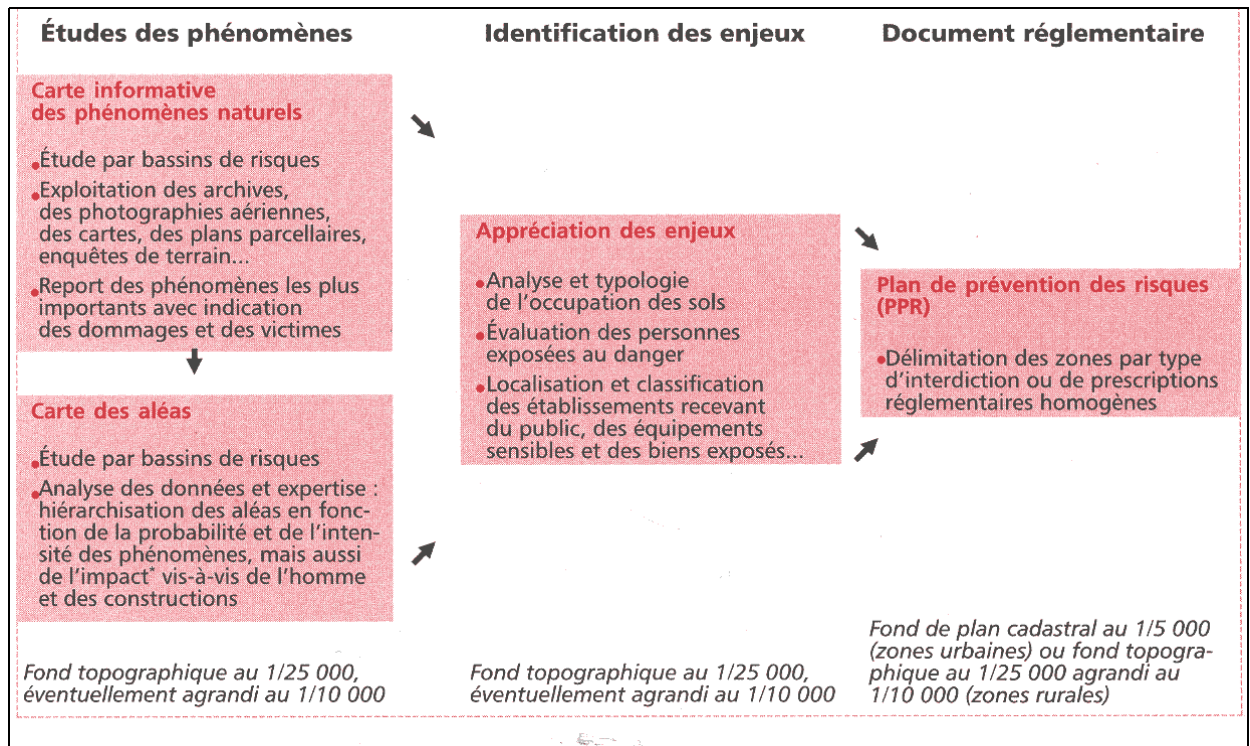 Études des phénomènes
Carte informative
des phénomènes naturels
•Étude par bassins de risques
•Exploitation des archives,
des photographies aériennes,
des cartes, des plans parcellaires,
enquêtes de terrain...
•Report des phénomènes les plus
importants avec indication
des dommages et des victimes
Carte des aléas
•Étude par bassins de risques
•Analyse des données et expertise :
hiérarchisation des aléas en fonc-
tion de la probabilité et de l'inten-
sité des phénomènes, mais aussi
de l'impact* vis-à-vis de l'homme
et des constructions
Fond topographique au 1/25 000,
éventuellement agrandi au 1/10 000
Identification des enjeux
Appréciation des enjeux
•Analyse et typologie
de l'occupation des sols
•Évaluation des personnes
exposées au danger
•Localisation et classification
des établissements recevant
du public, des équipements
sensibles et des biens exposés...
Fond topographique au 1/25 000,
éventuellement agrandi au 1/10 000
Document réglementaire
Plan de prévention des risques
(PPR)
•Délimitation des zones par type
d'interdiction ou de prescriptions
réglementaires homogènes
Fond de plan cadastral au 1/5 000
(zones urbaines) ou fond topogra-
phique au 1/25 000 agrandi au
1/10 000 (zones rurales)